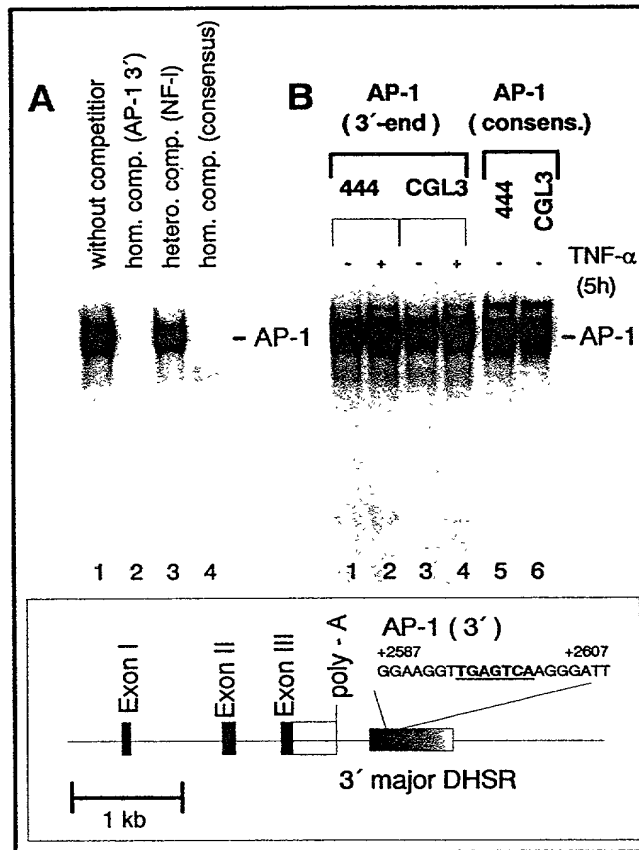 A
without competitior
hom. comp. (AP-1 3´)
hetero. comp. (NF-I)
hom. comp. (consensus)
- AP-1
1 2 3 4
B
AP-1
(3´-end)
AP-1
(consens.)
444 CGL3
444
CGL3
- + - + - -
TNF-α
(5h)
-AP-1
1 2 3 4 5 6
Exon I
Exon II
Exon III
poly - A
AP-1 (3´)
+2587 +2607
GGAAGGTTGAGTCAAGGGATT
3´ major DHSR
1 kb